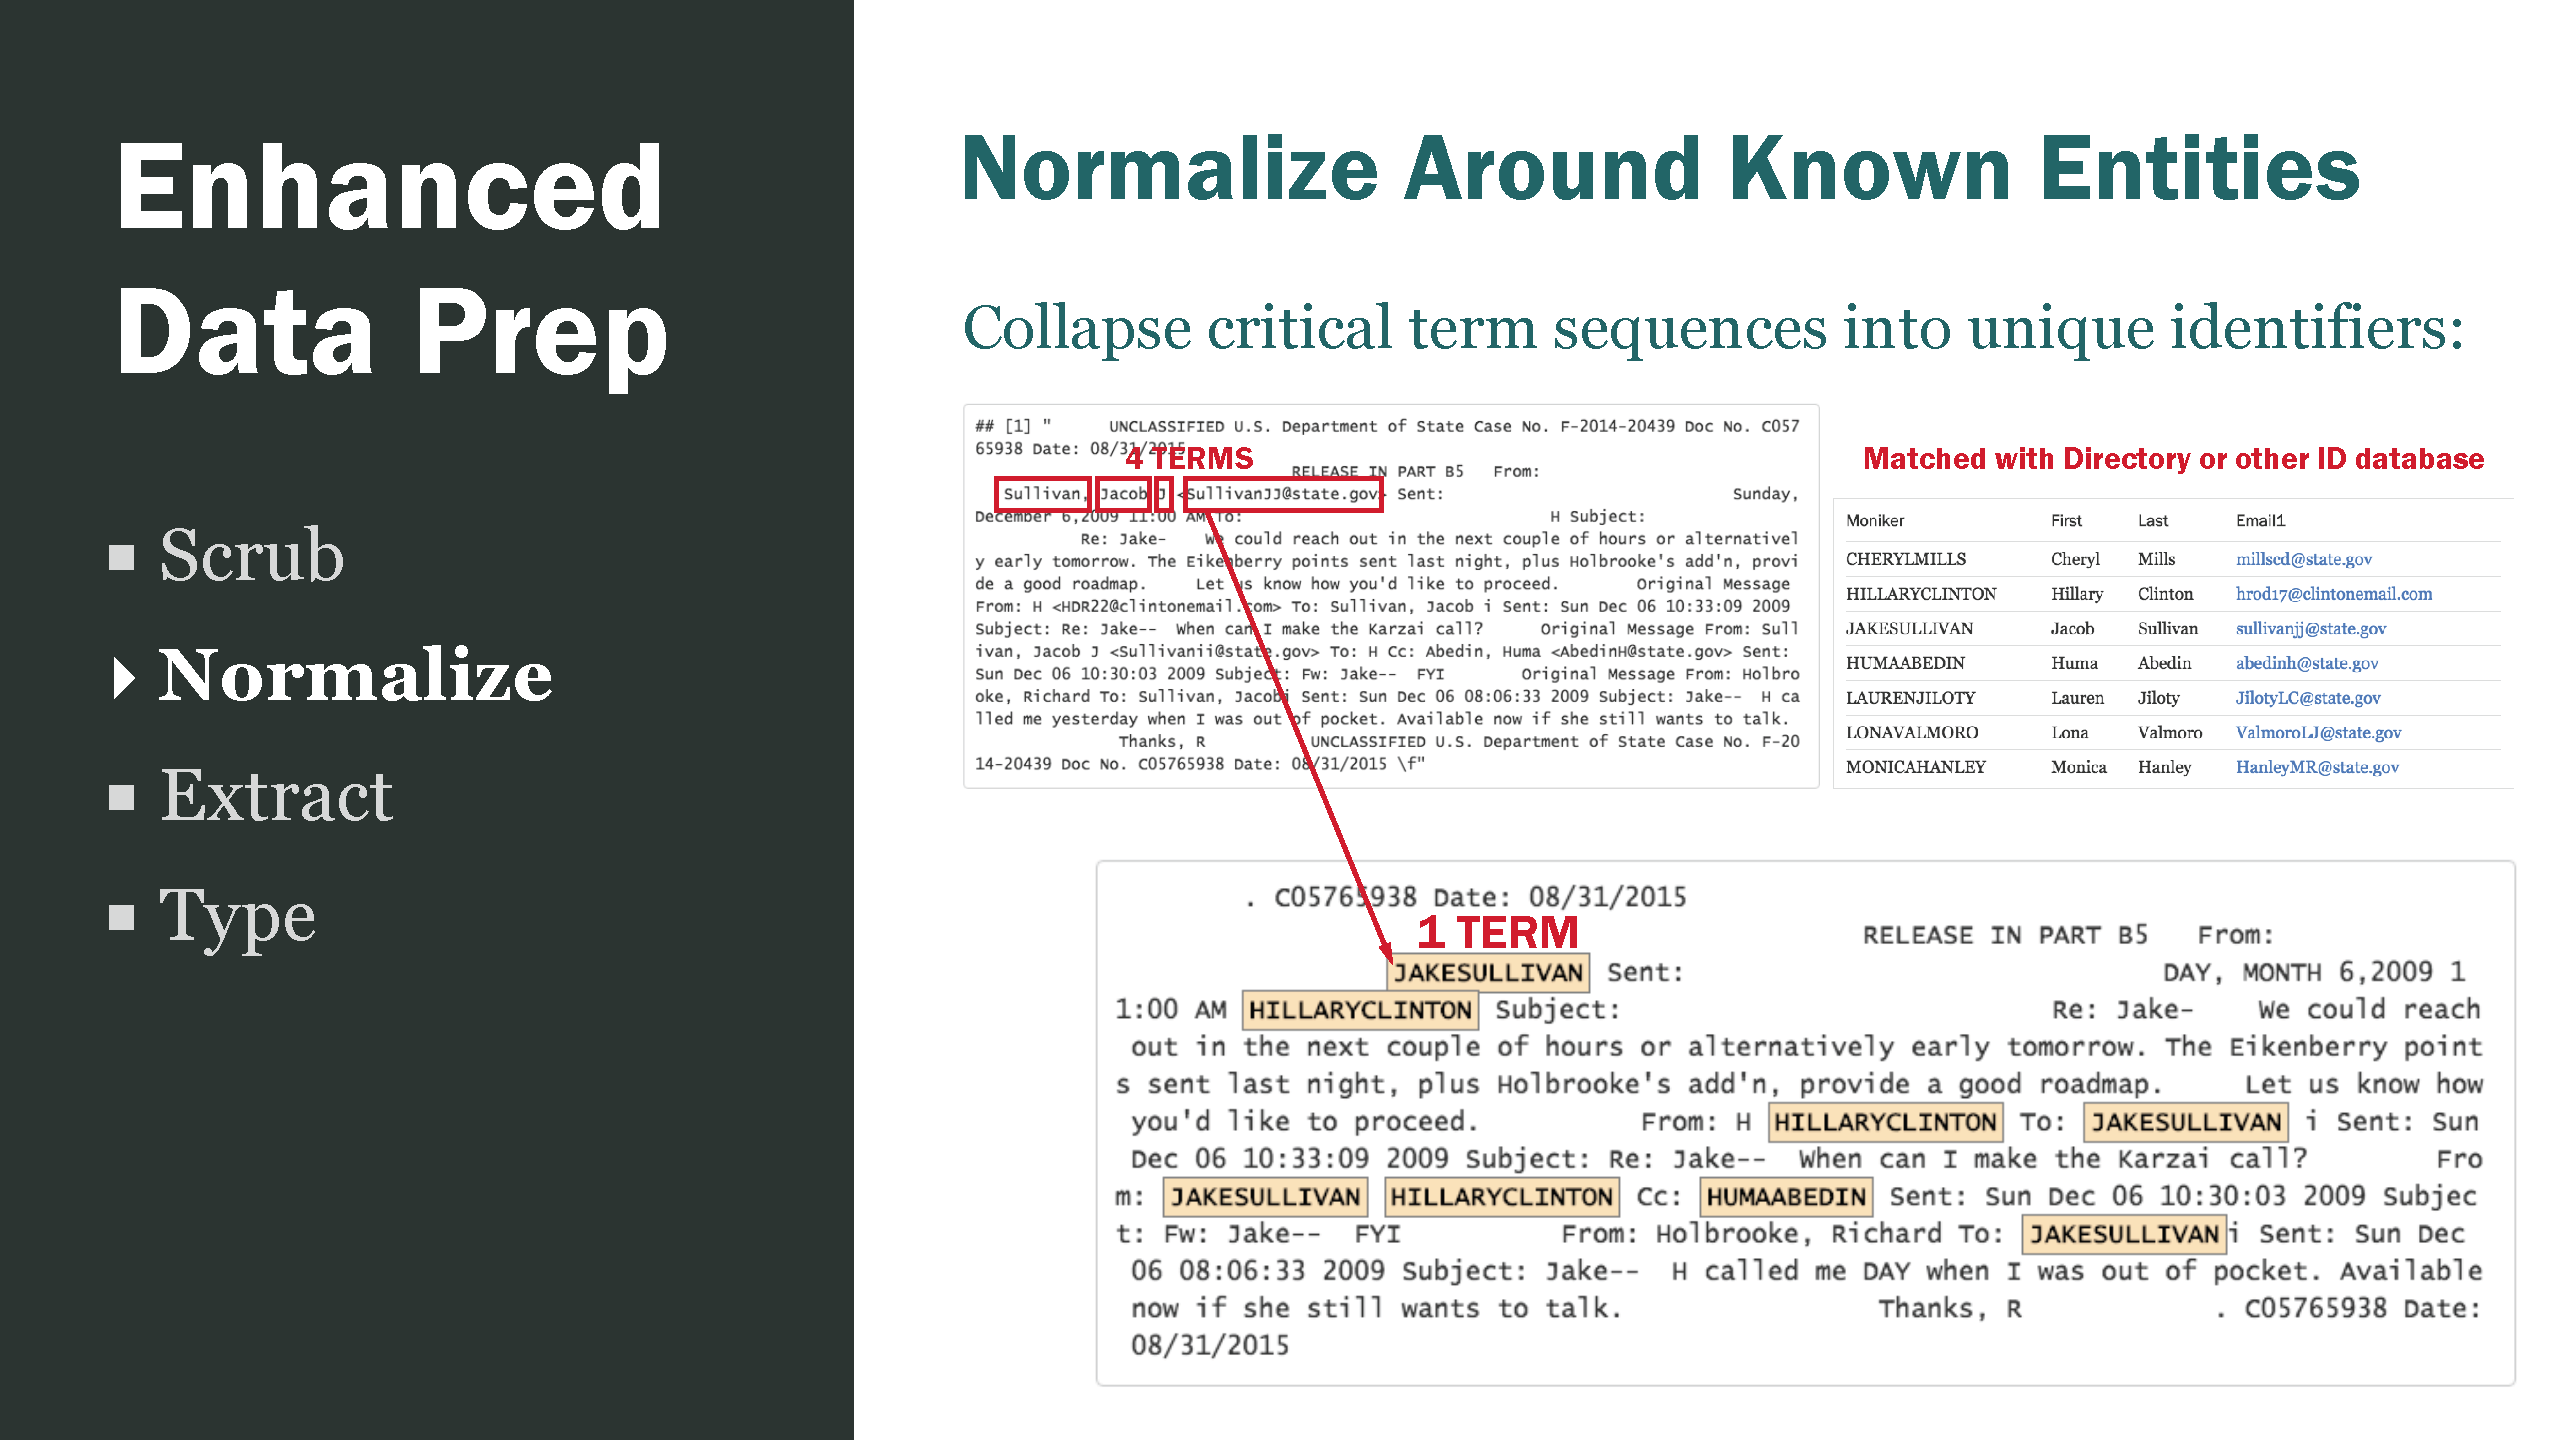 Enhanced
Data Prep
Scrub
Normalize
Extract
Type
Normalize Around Known Entities
Collapse critical term sequences into unique identifiers:
## [1] " UNCLASSIFIED U.S. Department of State Case No. F-2014-20439 Doc No. C057
65938 Date: 08/31/2015
4 TERMS
RELEASE IN PART B5 From:
Sullivan, Jacob J <SullivanJJ@state.gov> Sent: Sunday,
December 6,2009 11:00 AM To: H Subject:
Re: Jake- We could reach out in the next couple of hours or alternativel
y early tomorrow. The Eikenberry points sent last night, plus Holbrooke's add'n, provi
de a good roadmap. Let us know how you'd like to proceed. Original Message
From: H <HDR22@clintonemail.com> To: Sullivan, Jacob i Sent: Sun Dec 06 10:33:09 2009
Subject: Re: Jake-- When can I make the Karzai call? Original Message From: Sull
ivan, Jacob J <Sullivanii@state.gov> To: H Cc: Abedin, Huma <AbedinH@state.gov> Sent:
Sun Dec 06 10:30:03 2009 Subject: Fw: Jake-- FYI Original Message From: Holbro
oke, Richard To: Sullivan, Jacobi Sent: Sun Dec 06 08:06:33 2009 Subject: Jake-- H ca
lled me yesterday when I was out of pocket. Available now if she still wants to talk.
Thanks, R UNCLASSIFIED U.S. Department of State Case No. F-20
14-20439 Doc No. C05765938 Date: 08/31/2015 \f"
Matched with Directory or other ID database
Moniker First Last Email1
CHERYLMILLS Cheryl Mills millscd@state.gov
HILLARYCLINTON Hillary Clinton hrod17@clintonemail.com
JAKESULLIVAN Jacob Sullivan sullivanjj@state.gov
HUMAABEDIN Huma Abedin abedinh@state.gov
LAURENJILOTY Lauren Jiloty JilotyLC@state.gov
LONAVALMORO Lona Valmoro ValmoroLJ@state.gov
MONICAHANLEY Monica Hanley HanleyMR@state.gov
. C05765938 Date: 08/31/2015
1 TERM
RELEASE IN PART B5 From:
JAKESULLIVAN Sent: DAY, MONTH 6,2009 1
1:00 AM HILLARYCLINTON Subject: Re: Jake- We could reach
out in the next couple of hours or alternatively early tomorrow. The Eikenberry point
s sent last night, plus Holbrooke's add'n, provide a good roadmap. Let us know how
you'd like to proceed. From: H HILLARYCLINTON To: JAKESULLIVAN i Sent: Sun
Dec 06 10:33:09 2009 Subject: Re: Jake-- When can I make the Karzai call? Fro
m: JAKESULLIVAN HILLARYCLINTON Cc: HUMAABEDIN Sent: Sun Dec 06 10:30:03 2009 Subjec
t: Fw: Jake-- FYI From: Holbrooke, Richard To: JAKESULLIVANi Sent: Sun Dec
06 08:06:33 2009 Subject: Jake-- H called me DAY when I was out of pocket. Available
now if she still wants to talk. Thanks, R . C05765938 Date:
08/31/2015